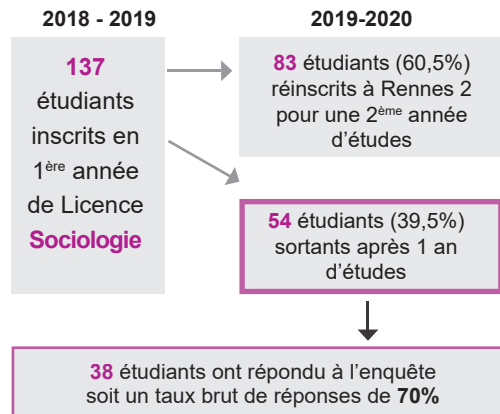 2018 - 2019
137
étudiants
inscrits en
1ère année
de Licence
Sociologie
2019-2020
83 étudiants (60,5%)
réinscrits à Rennes 2
pour une 2ème année
d’études
54 étudiants (39,5%)
sortants après 1 an
d’études
38 étudiants ont répondu à l’enquête
soit un taux brut de réponses de 70%